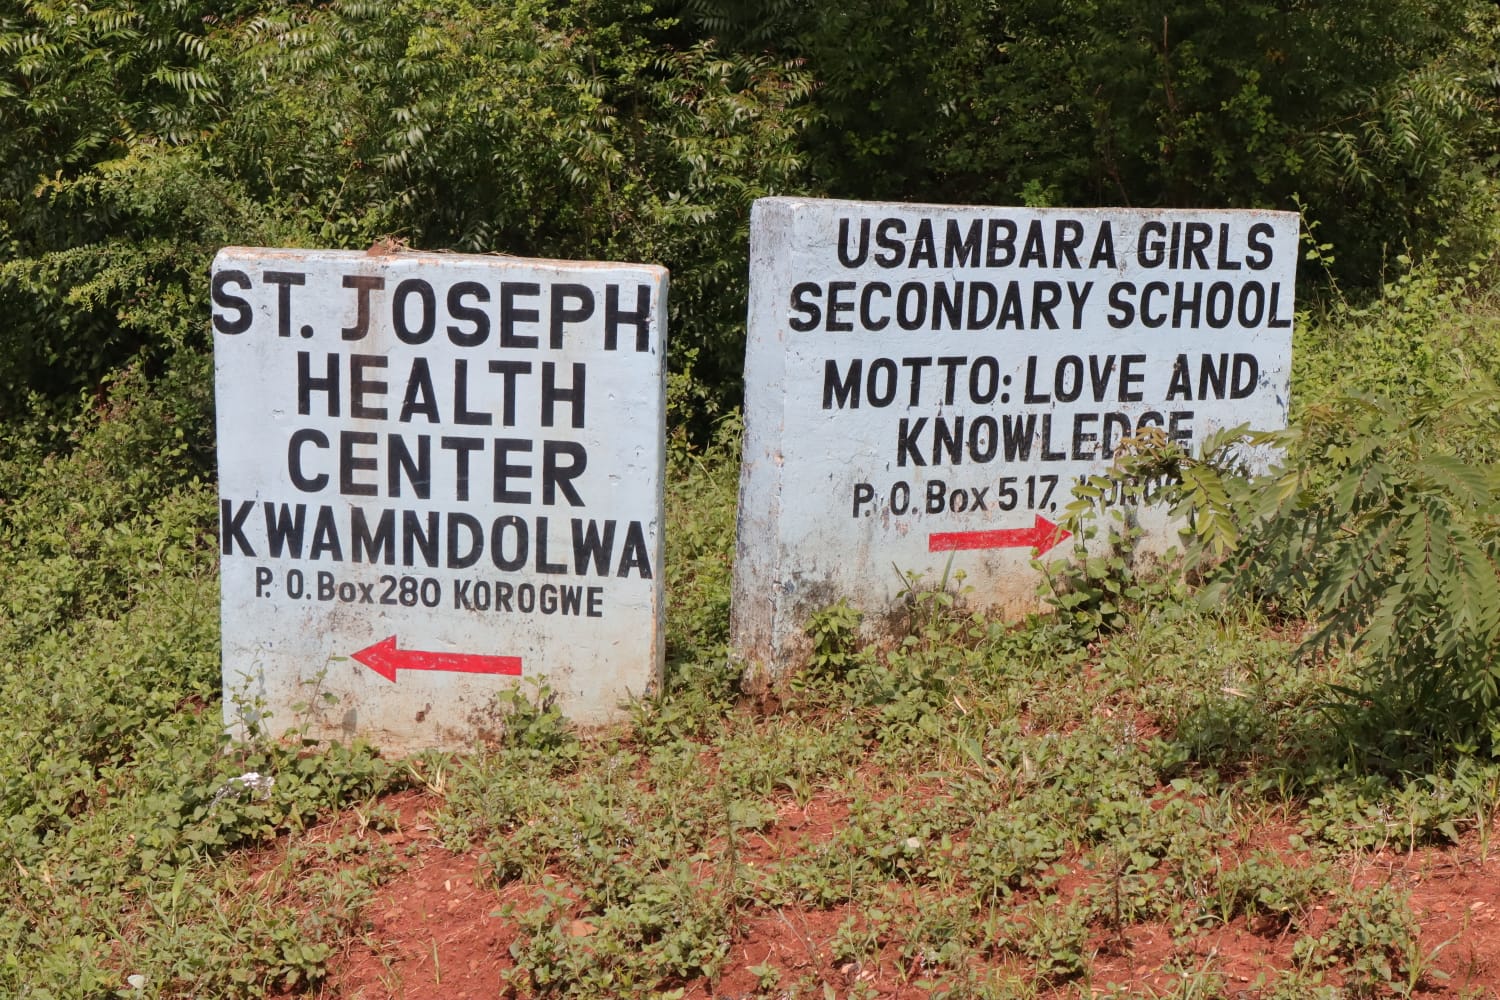 ST. JOSEPH
HEALTH
CENTER
KWAMNDOLWA
P. O. Box 280 KOROGWE
USAMBARA GIRLS
SECONDARY SCHOOL
MOTTO: LOVE AND
KNOWLEDGE
P. O. Box 517,